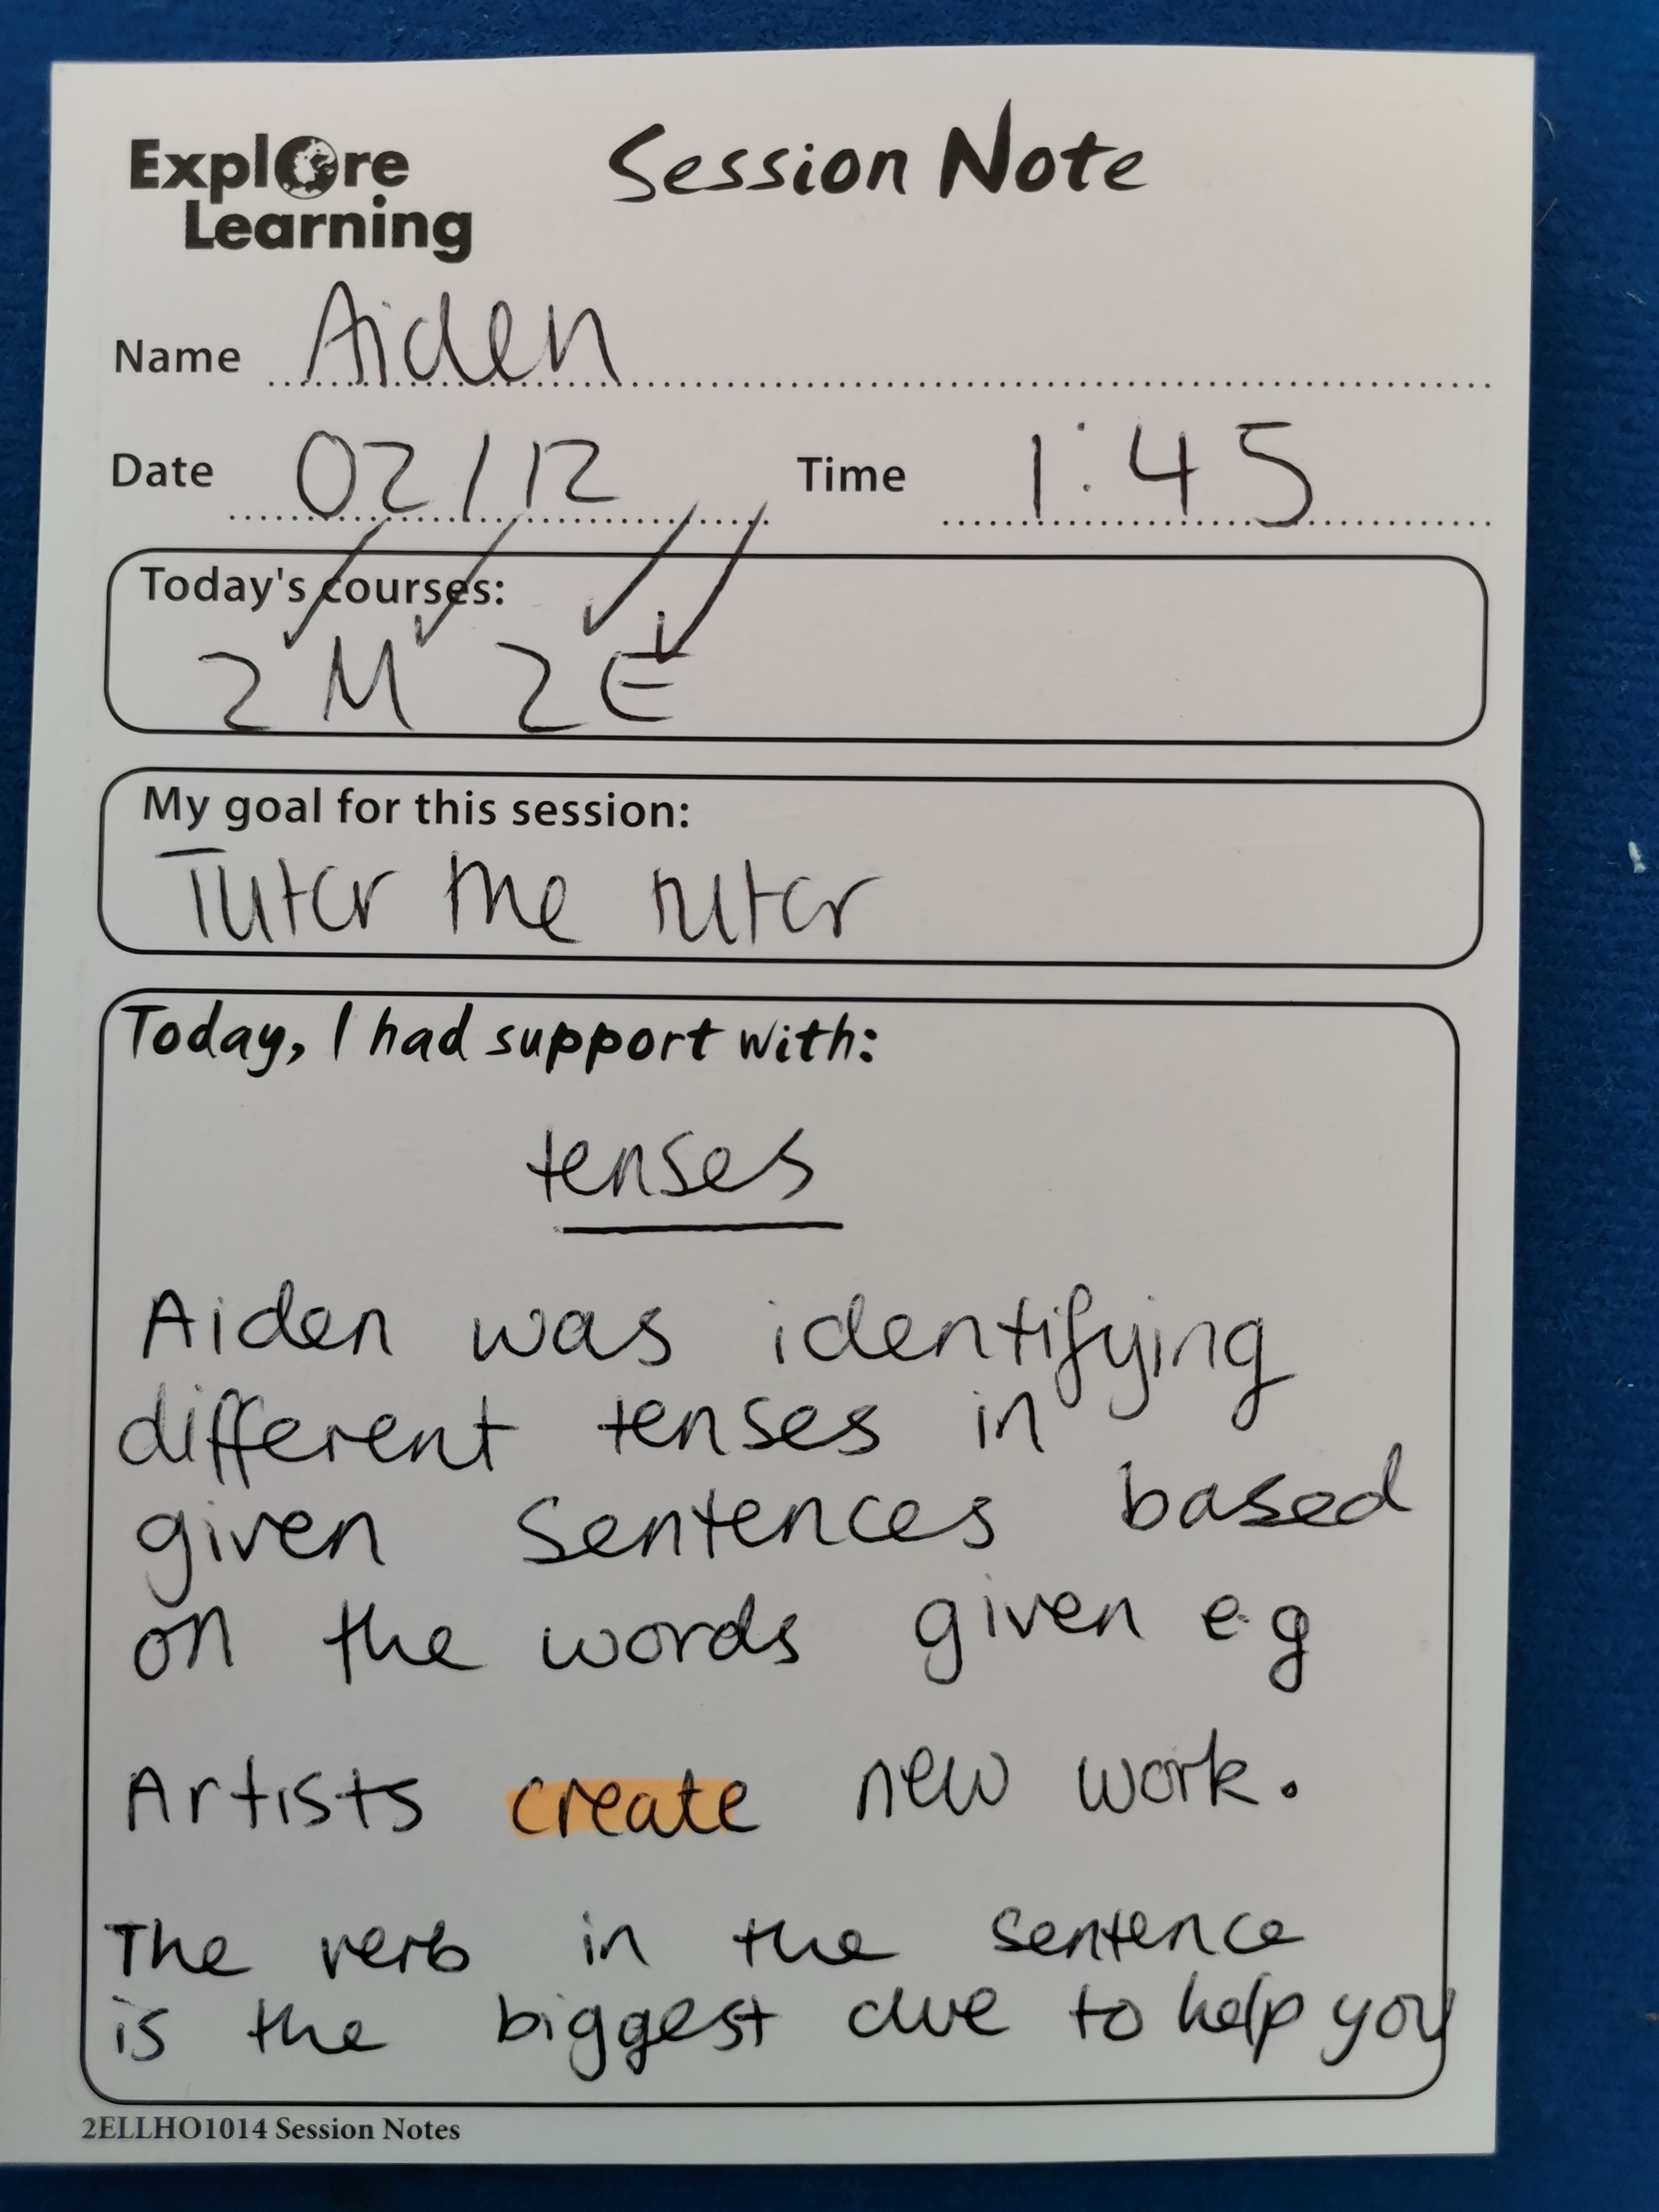 Explore
Learning
Session Note
Name Aiden
Date 02/12 Time 1:45
Today's courses:
2M 2E
My goal for this session:
Tutor the tutor
Today, I had support with:
tenses
Aiden was identifying
different tenses in
given sentences based
on the words given e.g
Artists create new work.
The verb in the sentence
is the biggest clue to help you
2ELLHO1014 Session Notes